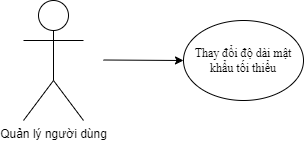 Thay đổi độ dài mật
khẩu tối thiểu
Quản lý người dùng